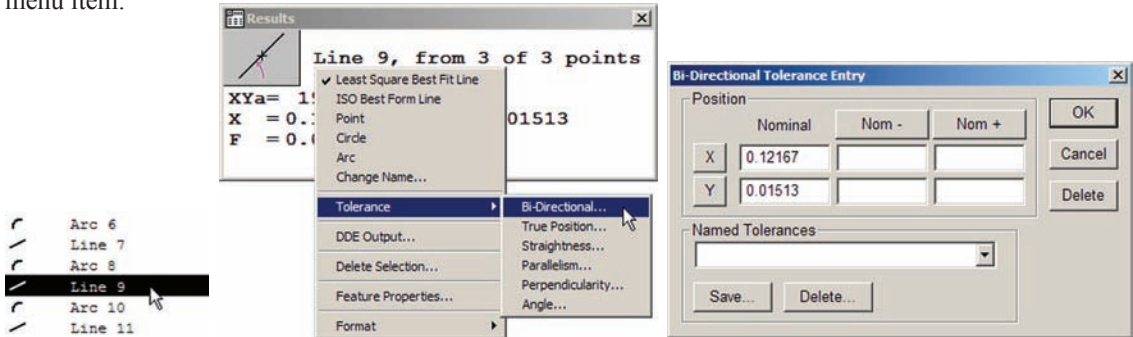 menu item.
Arc 6
Line 7
Arc 8
Line 9
Arc 10
Line 11
Results
Line 9, from 3 of 3 points
XYa= 1
X =0. 01513
F =0.
Least Square Best Fit Line
ISO Best Form Line
Point
Circle
Arc
Change Name...
Tolerance
DDE Output...
Delete Selection...
Feature Properties...
Format
Bi-Directional...
True Position...
Straightness...
Parallelism...
Perpendicularity...
Angle...
Bi-Directional Tolerance Entry
Position
Nominal Nom - Nom +
X 0.12167
Y 0.01513
OK
Cancel
Delete
Named Tolerances
Save... Delete...